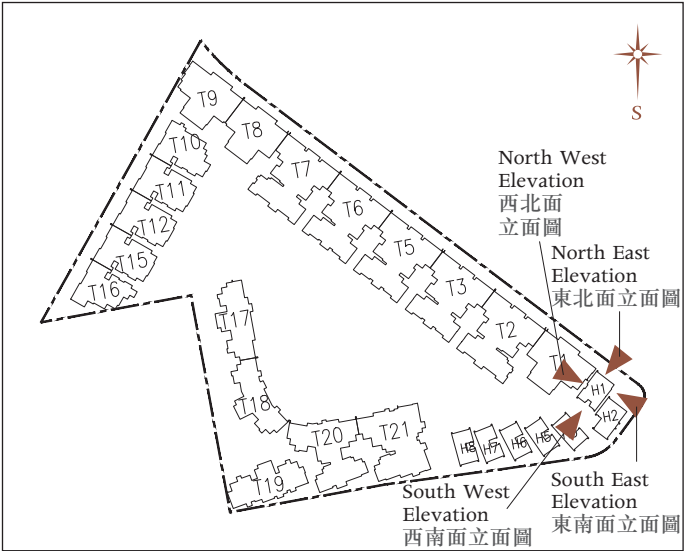 S
T9
T8
T10
T7
T11
T6
T12
T5
T15
T3
T16
T17
T2
T1
T18
T20
T21
T19
H1
H2
H5
H6
H7
H8
North West
Elevation
西北面
立面圖
North East
Elevation
東北面立面圖
South West
Elevation
西南面立面圖
South East
Elevation
東南面立面圖